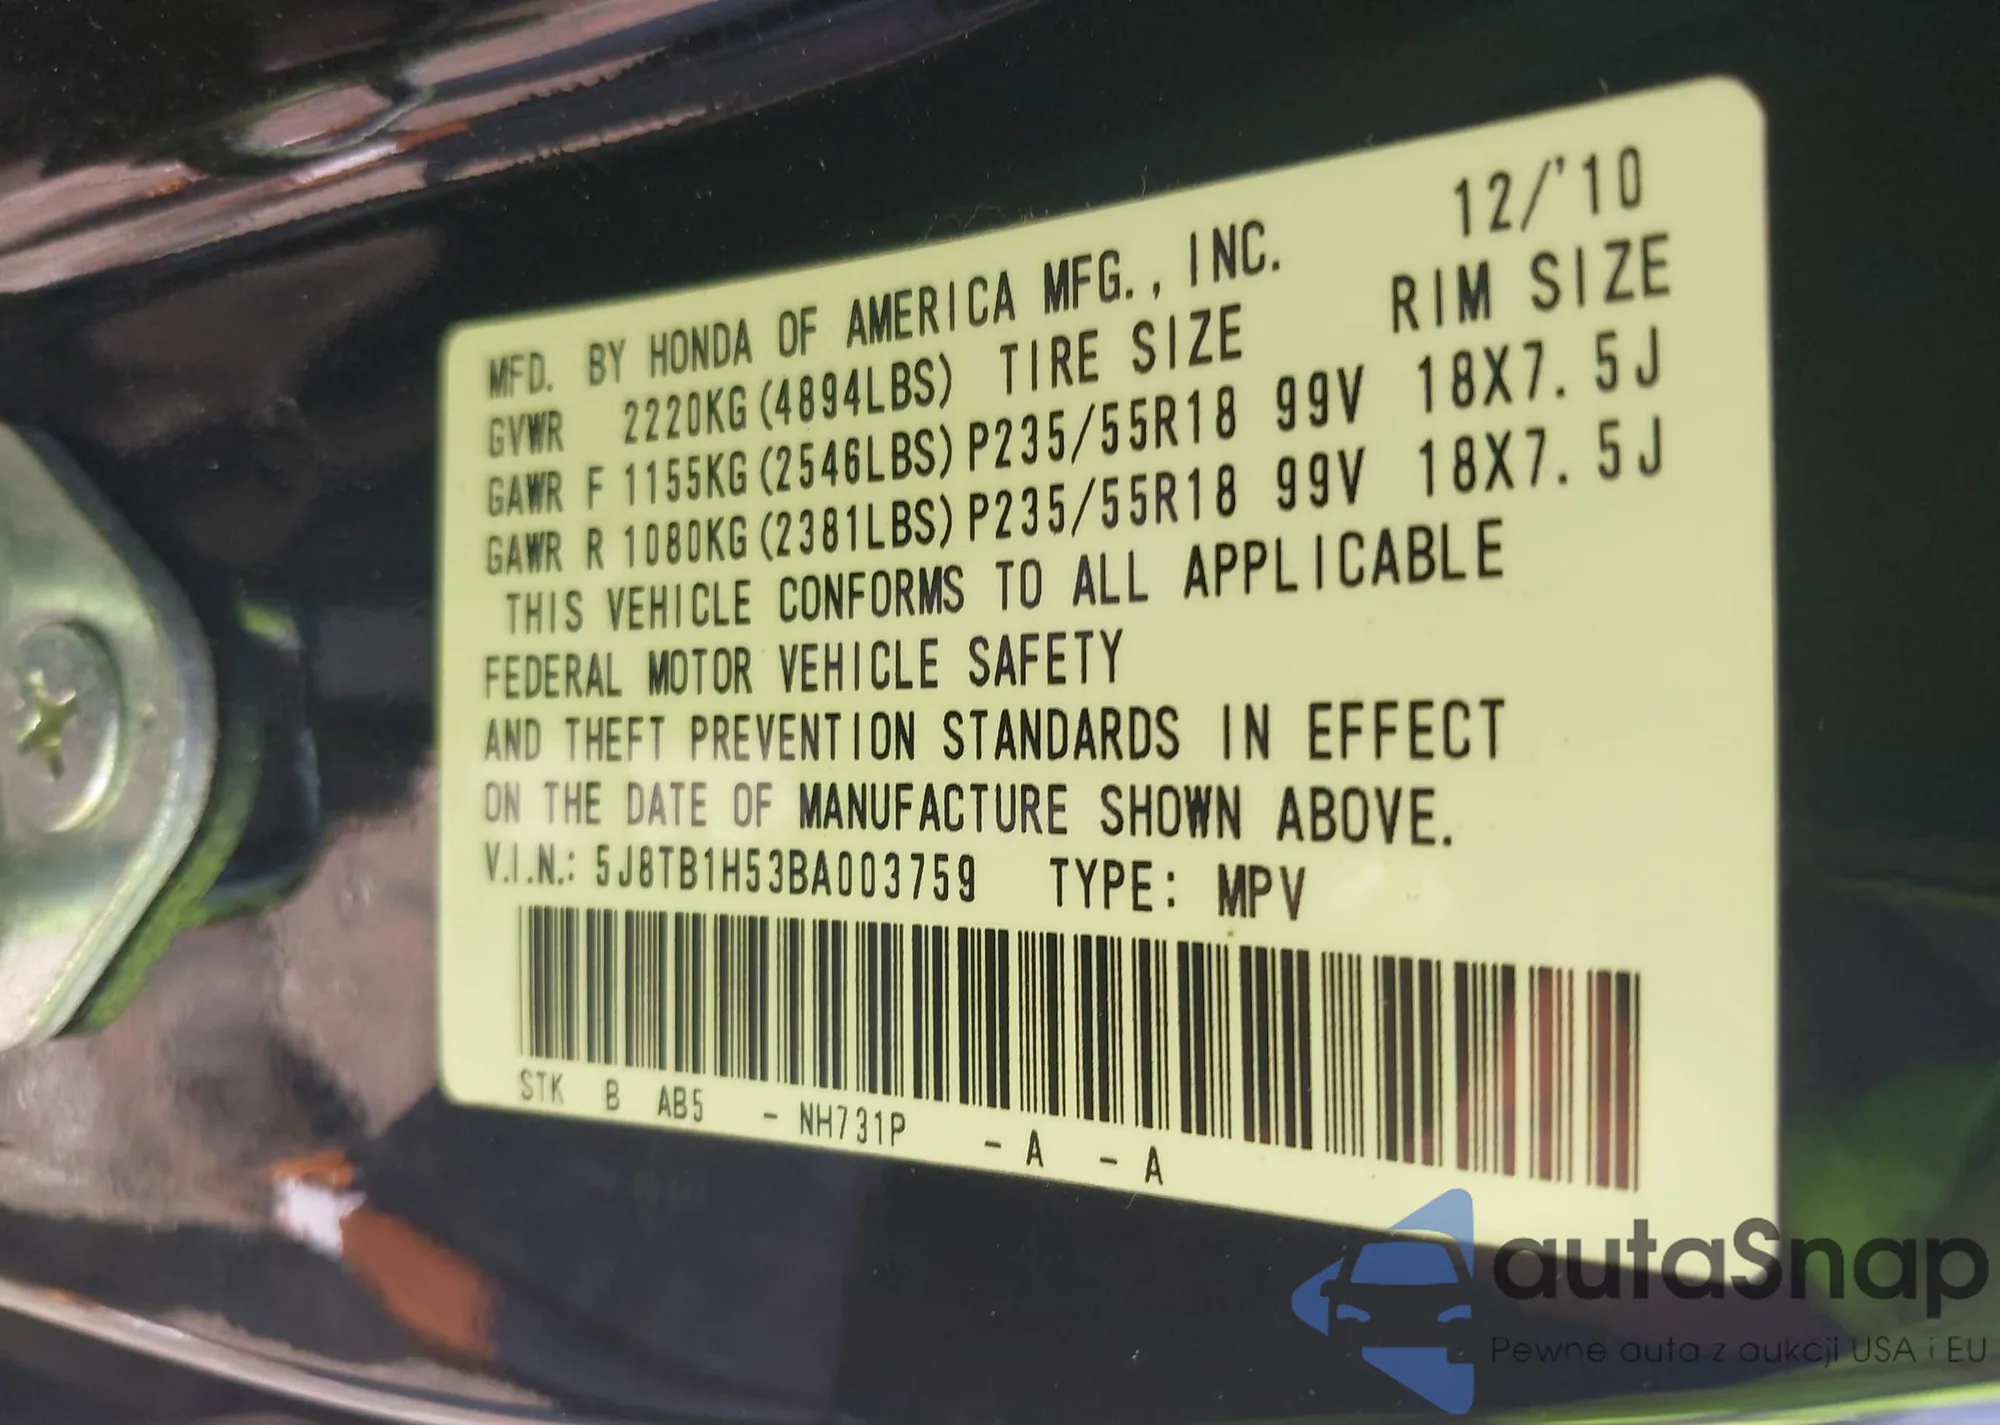 12/'10
MFD. BY HONDA OF AMERICA MFG., INC.
GVWR 2220KG(4894LBS) TIRE SIZE RIM SIZE
GAWR F 1155KG(2546LBS) P235/55R18 99V 18X7.5J
GAWR R 1080KG(2381LBS) P235/55R18 99V 18X7.5J
THIS VEHICLE CONFORMS TO ALL APPLICABLE
FEDERAL MOTOR VEHICLE SAFETY
AND THEFT PREVENTION STANDARDS IN EFFECT
ON THE DATE OF MANUFACTURE SHOWN ABOVE.
V.I.N.: 5J8TB1H53BA003759 TYPE: MPV
STK B AB5 - NH731P - A - A
autaSnap
Pewne auta z aukcji USA i EU